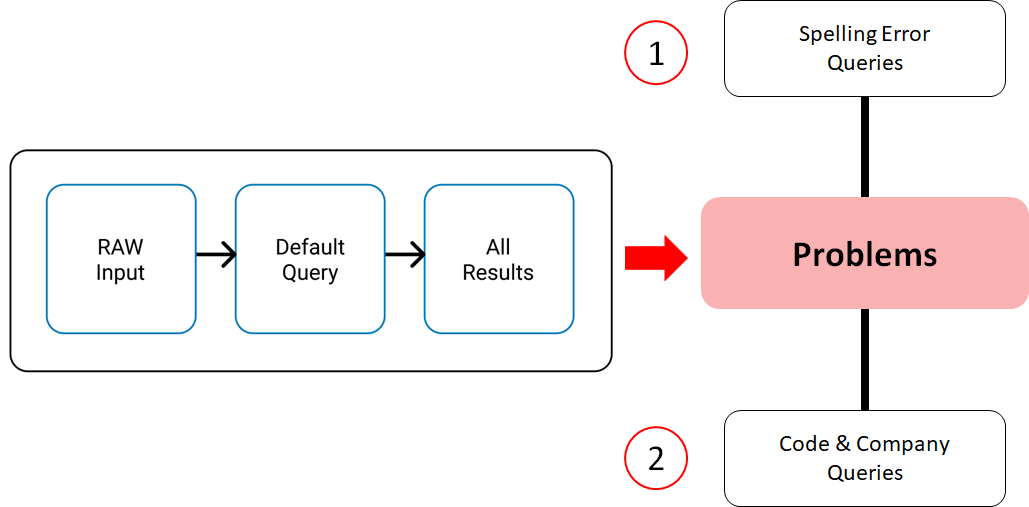 1
Spelling Error
Queries
RAW
Input
Default
Query
All
Results
Problems
2
Code & Company
Queries